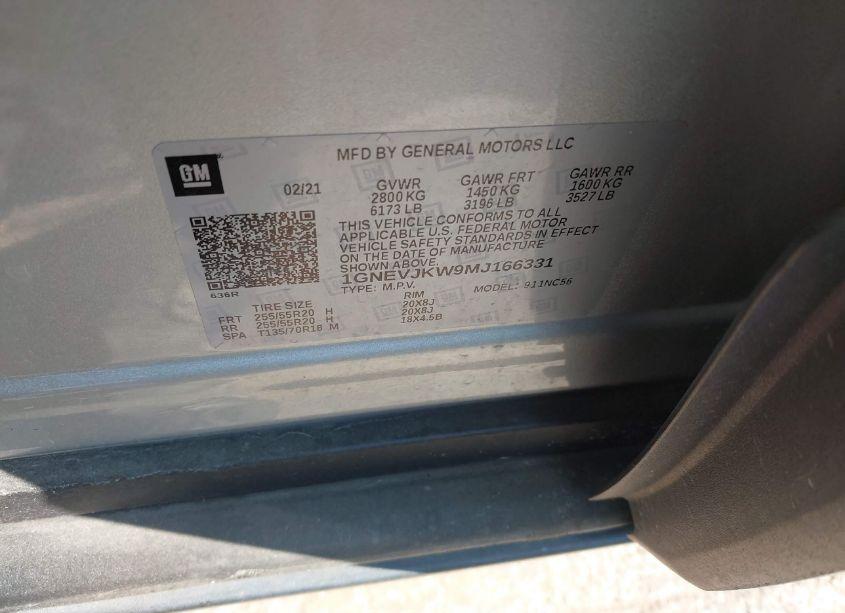 GM
MFD BY GENERAL MOTORS LLC
02/21
GVWR
2800 KG
6173 LB
GAWR FRT
1450 KG
3196 LB
GAWR RR
1600 KG
3527 LB
THIS VEHICLE CONFORMS TO ALL
APPLICABLE U.S. FEDERAL MOTOR
VEHICLE SAFETY STANDARDS IN EFFECT
ON THE DATE OF MANUFACTURE
SHOWN ABOVE.
1GNEVJKW9MJ166331
TYPE: M.P.V. MODEL: 911NC56
636R
TIRE SIZE RIM
FRT 255/55R20 H 20X8J
RR 255/55R20 H 20X8J
SPA T135/70R18 M 18X4.5B